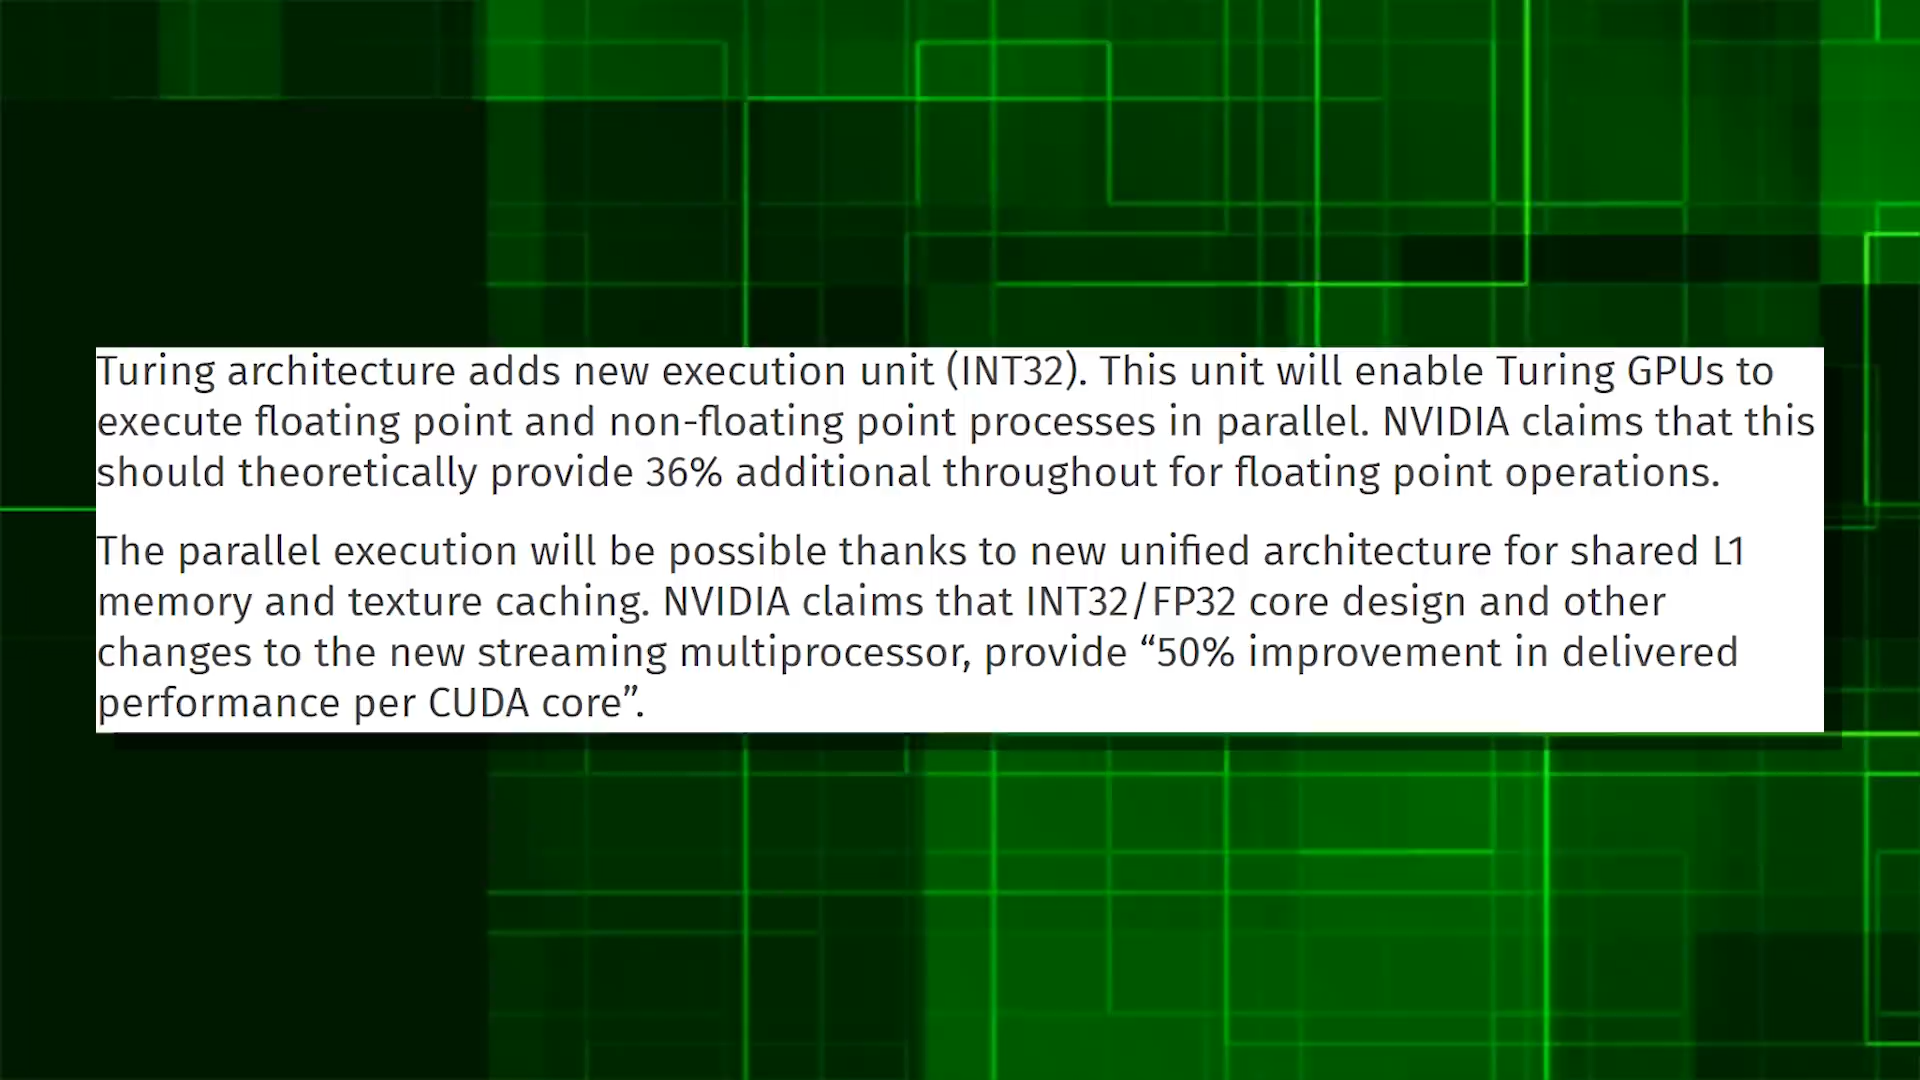 Turing architecture adds new execution unit (INT32). This unit will enable Turing GPUs to
execute floating point and non-floating point processes in parallel. NVIDIA claims that this
should theoretically provide 36% additional throughout for floating point operations.
The parallel execution will be possible thanks to new unified architecture for shared L1
memory and texture caching. NVIDIA claims that INT32/FP32 core design and other
changes to the new streaming multiprocessor, provide “50% improvement in delivered
performance per CUDA core”.